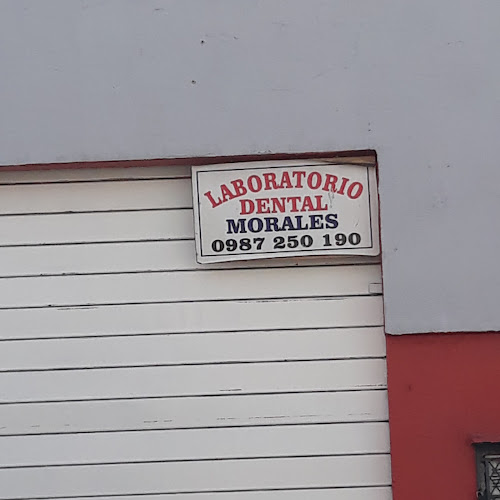 LABORATORIO
DENTAL
MORALES
0987 250 190